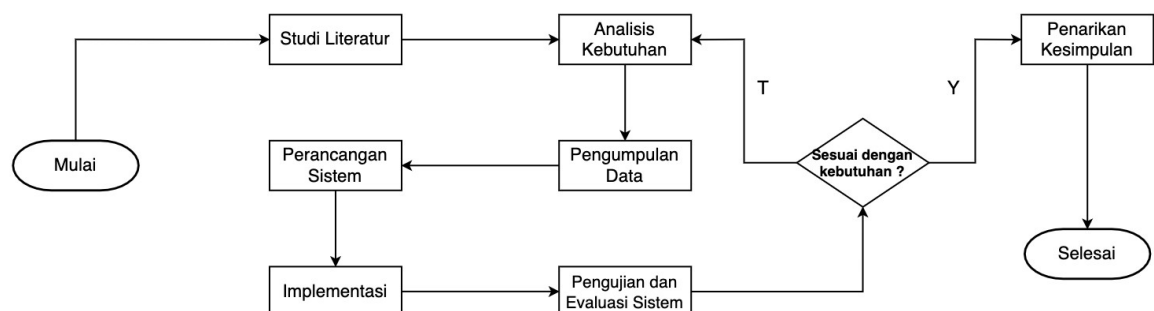 Mulai
Studi Literatur
Analisis
Kebutuhan
Pengumpulan
Data
Perancangan
Sistem
Implementasi
Pengujian dan
Evaluasi Sistem
Sesuai dengan
kebutuhan ?
T
Y
Penarikan
Kesimpulan
Selesai